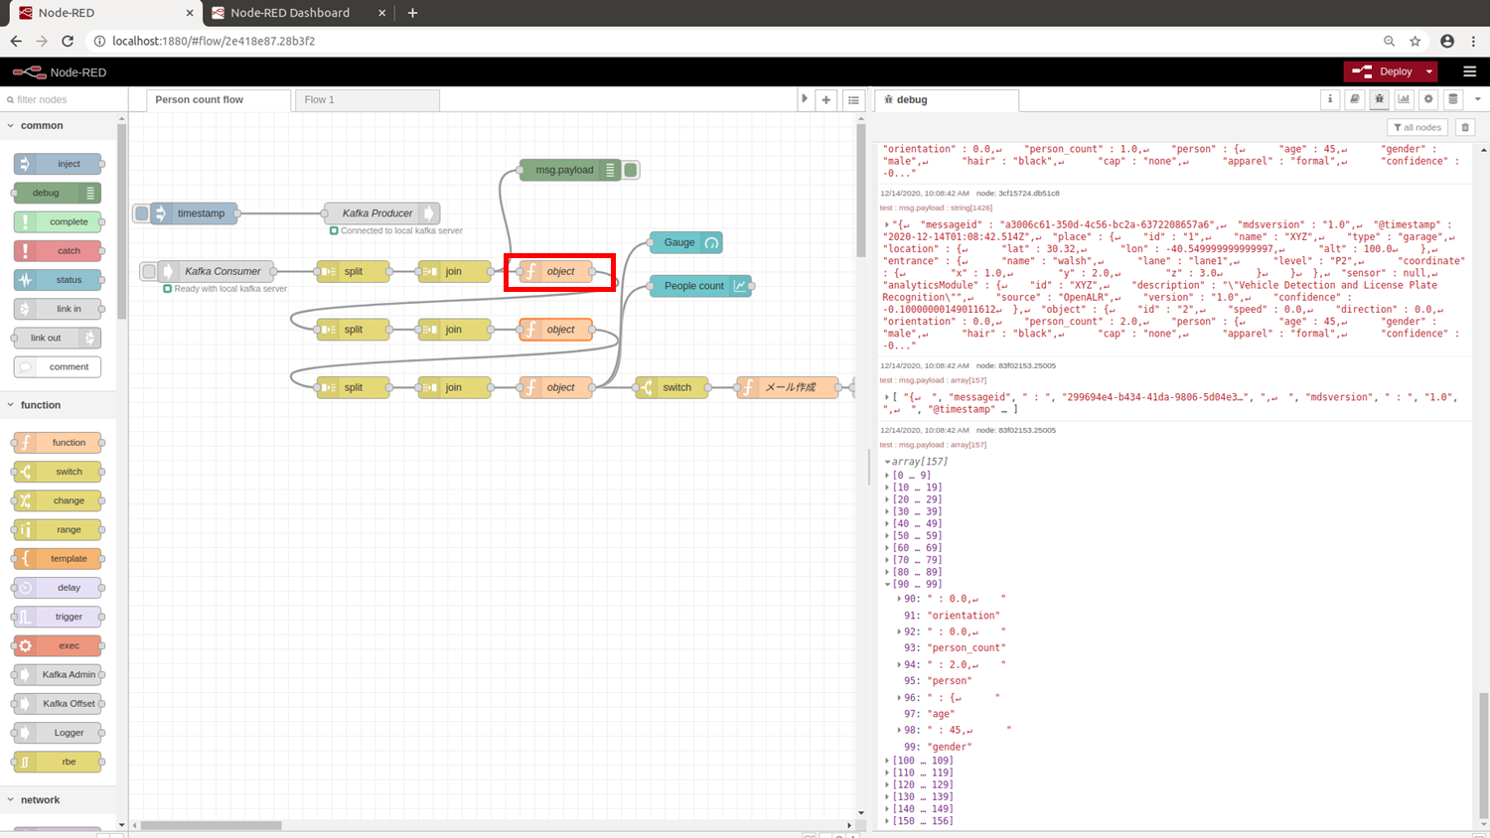 Node-RED
Node-RED Dashboard
localhost:1880/#flow/2e418e87.28b3f2
Node-RED
Deploy
filter nodes
common
inject
debug
complete
catch
status
link in
link out
comment
function
function
switch
change
range
template
delay
trigger
exec
Kafka Admin
Kafka Offset
Logger
rbe
network
Person count flow
Flow 1
msg.payload
timestamp
Kafka Producer
Connected to local kafka server
Gauge
Kafka Consumer
split
join
object
Ready with local kafka server
People count
split
join
object
split
join
object
switch
メール作成
debug
all nodes
"orientation" : 0.0,↵ "person_count" : 1.0,↵ "person" : {↵ "age" : 45,↵ "gender" :
"male",↵ "hair" : "black",↵ "cap" : "none",↵ "apparel" : "formal",↵ "confidence" :
-0..."
12/14/2020, 10:08:42 AM node: 3cf15724.db51c8
test : msg.payload : string[1426]
"{↵ "messageid" : "a3006c61-350d-4c56-bc2a-6372208657a6",↵ "mdsversion" : "1.0",↵ "@timestamp" :
"2020-12-14T01:08:42.514Z",↵ "place" : {↵ "id" : "1",↵ "name" : "XYZ",↵ "type" : "garage",↵
"location" : {↵ "lat" : 30.32,↵ "lon" : -40.549999999999997,↵ "alt" : 100.0↵ },↵
"entrance" : {↵ "name" : "walsh",↵ "lane" : "lane1",↵ "level" : "P2",↵ "coordinate"
: {↵ "x" : 1.0,↵ "y" : 2.0,↵ "z" : 3.0↵ }↵ }↵ },↵ "sensor" : null,↵
"analyticsModule" : {↵ "id" : "XYZ",↵ "description" : "\"Vehicle Detection and License Plate
Recognition\"",↵ "source" : "OpenALR",↵ "version" : "1.0",↵ "confidence" :
-0.10000000149011612↵ },↵ "object" : {↵ "id" : "2",↵ "speed" : 0.0,↵ "direction" : 0.0,↵
"orientation" : 0.0,↵ "person_count" : 2.0,↵ "person" : {↵ "age" : 45,↵ "gender" :
"male",↵ "hair" : "black",↵ "cap" : "none",↵ "apparel" : "formal",↵ "confidence" :
-0..."
12/14/2020, 10:08:42 AM node: 83f02153.25005
test : msg.payload : array[157]
[ "{↵ ", "messageid", " : ", "299694e4-b434-41da-9806-5d04e3…", ",↵ ", "mdsversion", " : ", "1.0",
",↵ ", "@timestamp" … ]
12/14/2020, 10:08:42 AM node: 83f02153.25005
test : msg.payload : array[157]
array[157]
[0 … 9]
[10 … 19]
[20 … 29]
[30 … 39]
[40 … 49]
[50 … 59]
[60 … 69]
[70 … 79]
[80 … 89]
[90 … 99]
90: " : 0.0,↵ "
91: "orientation"
92: " : 0.0,↵ "
93: "person_count"
94: " : 2.0,↵ "
95: "person"
96: " : {↵ "
97: "age"
98: " : 45,↵ "
99: "gender"
[100 … 109]
[110 … 119]
[120 … 129]
[130 … 139]
[140 … 149]
[150 … 156]